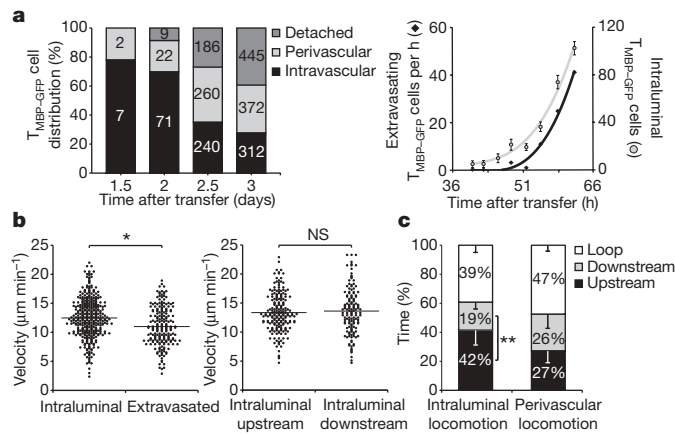 a
T MBP–GFP cell
distribution (%)
100
80
60
40
20
0
2
7
9
22
71
186
260
240
445
372
312
1.5
2
2.5
3
Time after transfer (days)
Detached
Perivascular
Intravascular
Extravasating
T MBP–GFP cells per h (◆)
60
40
20
0
36
51
66
Time after transfer (h)
120
80
40
0
Intraluminal
T MBP–GFP cells (o)
b
Velocity (µm min–1)
25
20
15
10
5
0
*
Intraluminal
Extravasated
Velocity (µm min–1)
25
20
15
10
5
0
NS
Intraluminal
upstream
Intraluminal
downstream
c
Time (%)
100
80
60
40
20
0
39%
19%
42%
**
47%
26%
27%
Intraluminal
locomotion
Perivascular
locomotion
Loop
Downstream
Upstream